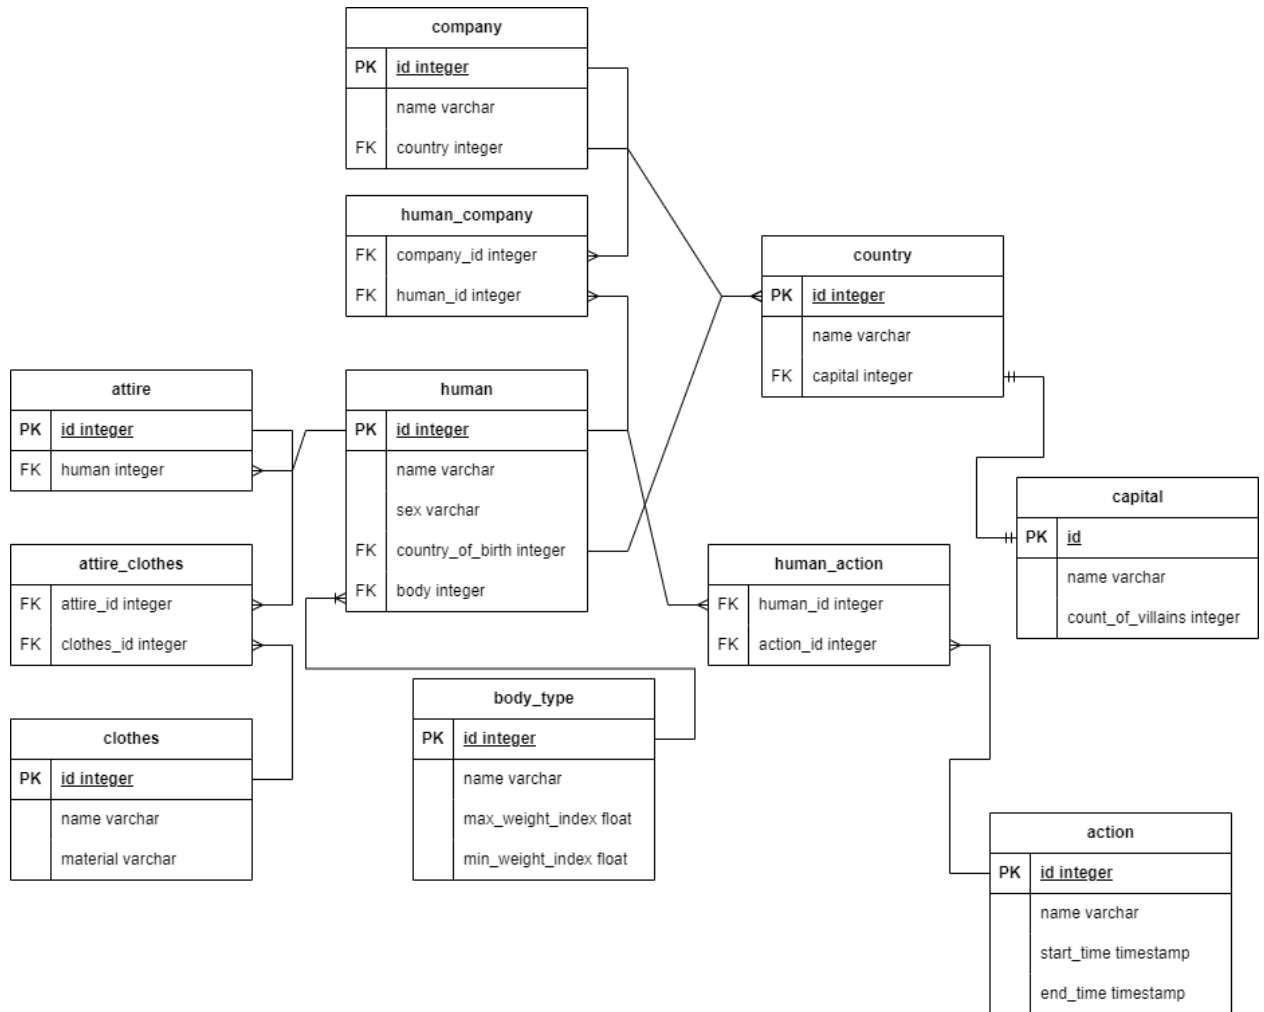 company
PK id integer
name varchar
FK country integer
human_company
FK company_id integer
FK human_id integer
country
PK id integer
name varchar
FK capital integer
attire
PK id integer
FK human integer
human
PK id integer
name varchar
sex varchar
FK country_of_birth integer
FK body integer
capital
PK id
name varchar
count_of_villains integer
attire_clothes
FK attire_id integer
FK clothes_id integer
human_action
FK human_id integer
FK action_id integer
body_type
PK id integer
name varchar
max_weight_index float
min_weight_index float
clothes
PK id integer
name varchar
material varchar
action
PK id integer
name varchar
start_time timestamp
end_time timestamp